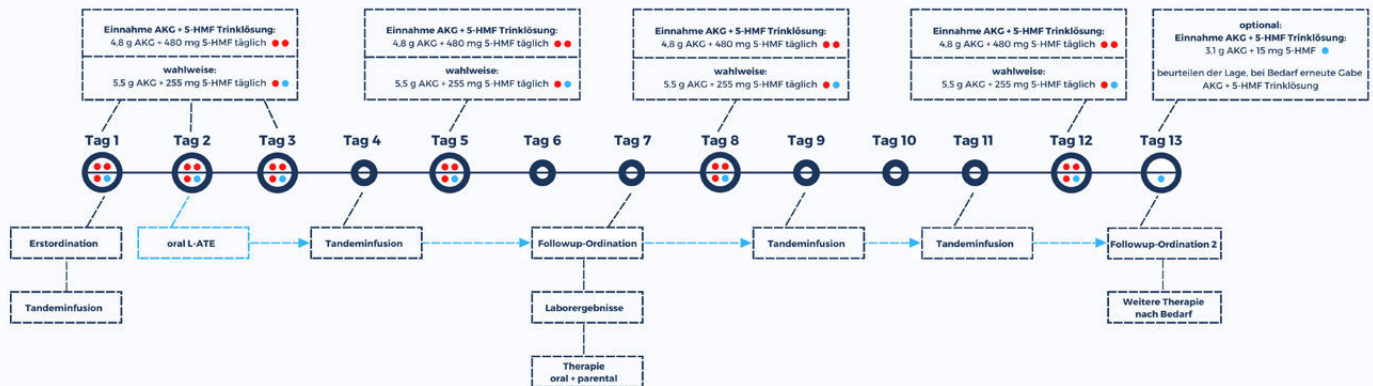 Einnahme AKG + 5-HMF Trinklösung:
4,8 g AKG + 480 mg 5-HMF täglich
wahlweise:
5,5 g AKG + 255 mg 5-HMF täglich
Einnahme AKG + 5-HMF Trinklösung:
4,8 g AKG + 480 mg 5-HMF täglich
wahlweise:
5,5 g AKG + 255 mg 5-HMF täglich
Einnahme AKG + 5-HMF Trinklösung:
4,8 g AKG + 480 mg 5-HMF täglich
wahlweise:
5,5 g AKG + 255 mg 5-HMF täglich
Einnahme AKG + 5-HMF Trinklösung:
4,8 g AKG + 480 mg 5-HMF täglich
wahlweise:
5,5 g AKG + 255 mg 5-HMF täglich
optional:
Einnahme AKG + 5-HMF Trinklösung:
3,1 g AKG + 15 mg 5-HMF
beurteilen der Lage, bei Bedarf erneute Gabe
AKG + 5-HMF Trinklösung
Tag 1
Tag 2
Tag 3
Tag 4
Tag 5
Tag 6
Tag 7
Tag 8
Tag 9
Tag 10
Tag 11
Tag 12
Tag 13
Erstordination
oral L-ATE
Tandeminfusion
Followup-Ordination
Tandeminfusion
Tandeminfusion
Followup-Ordination 2
Tandeminfusion
Laborergebnisse
Weitere Therapie
nach Bedarf
Therapie
oral + parental